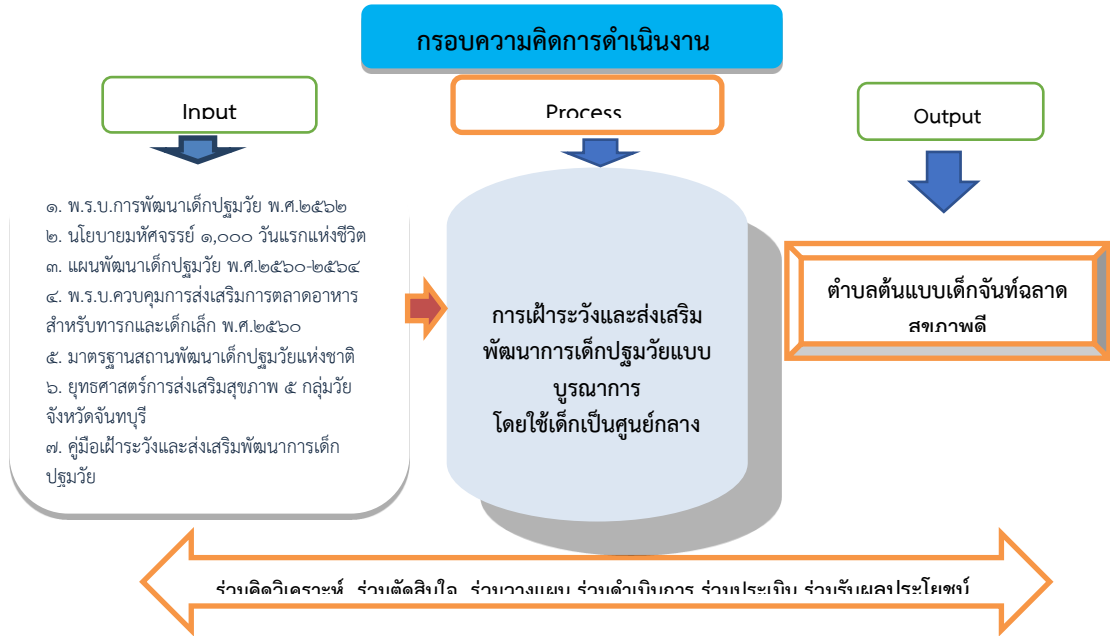 กรอบความคิดการดำเนินงาน
Input
Process
Output
๑. พ.ร.บ.การพัฒนาเด็กปฐมวัย พ.ศ.๒๕๖๒
๒. นโยบายมหัศจรรย์ ๑,๐๐๐ วันแรกแห่งชีวิต
๓. แผนพัฒนาเด็กปฐมวัย พ.ศ.๒๕๖๐-๒๕๖๔
๔. พ.ร.บ.ควบคุมการส่งเสริมการตลาดอาหาร
สำหรับทารกและเด็กเล็ก พ.ศ.๒๕๖๐
๕. มาตรฐานสถานพัฒนาเด็กปฐมวัยแห่งชาติ
๖. ยุทธศาสตร์การส่งเสริมสุขภาพ ๕ กลุ่มวัย
จังหวัดจันทบุรี
๗. คู่มือเฝ้าระวังและส่งเสริมพัฒนาการเด็ก
ปฐมวัย
การเฝ้าระวังและส่งเสริม
พัฒนาการเด็กปฐมวัยแบบ
บูรณาการ
โดยใช้เด็กเป็นศูนย์กลาง
ตำบลต้นแบบเด็กจันท์ฉลาด
สุขภาพดี
ร่วมคิดวิเคราะห์ ร่วมตัดสินใจ ร่วมวางแผน ร่วมดำเนินการ ร่วมประเมิน ร่วมรับผลประโยชน์